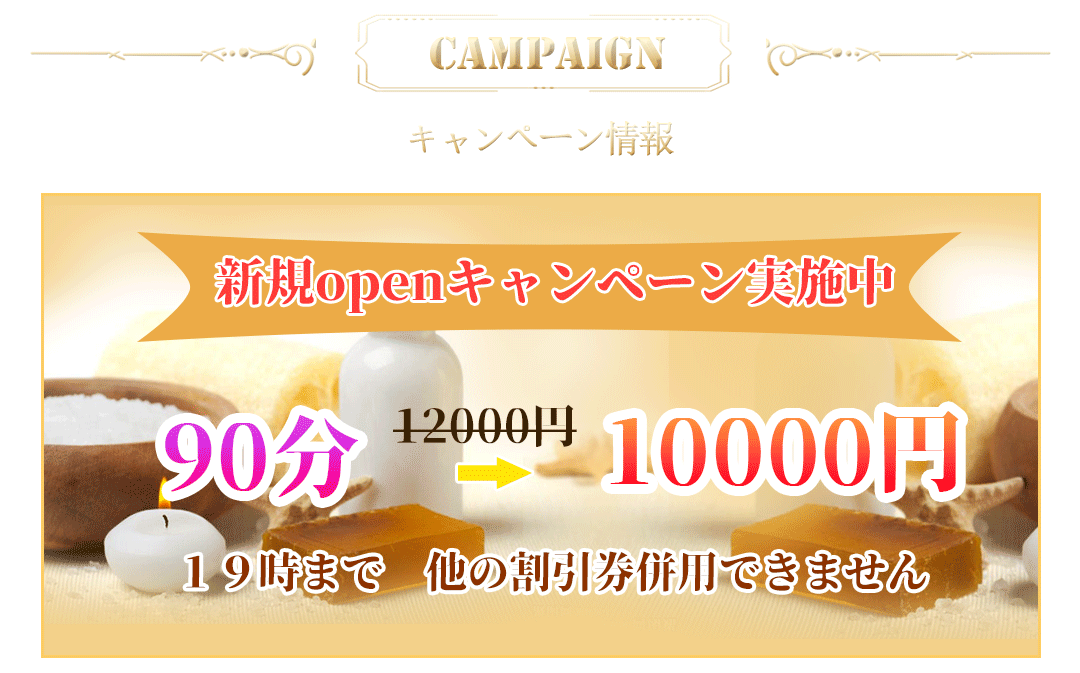 CAMPAIGN
キャンペーン情報
新規openキャンペーン実施中
90分 12000円 10000円
１９時まで　他の割引券併用できません